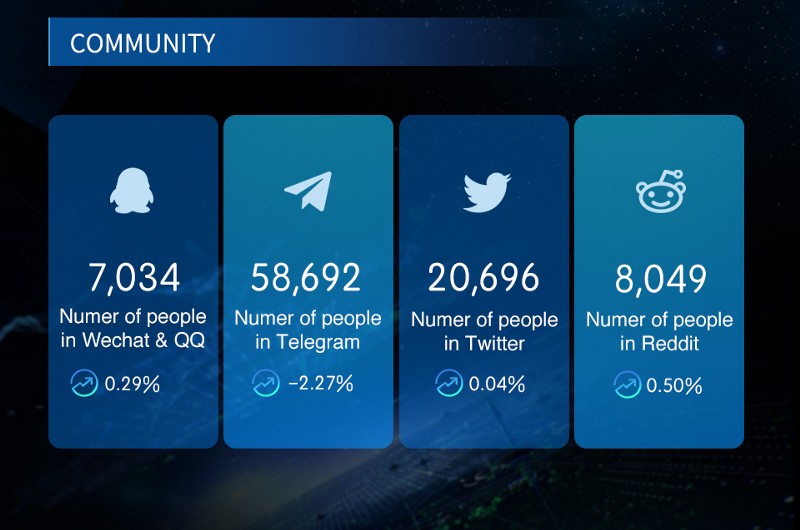 COMMUNITY
7,034
Numer of people
in Wechat & QQ
0.29%
58,692
Numer of people
in Telegram
-2.27%
20,696
Numer of people
in Twitter
0.04%
8,049
Numer of people
in Reddit
0.50%